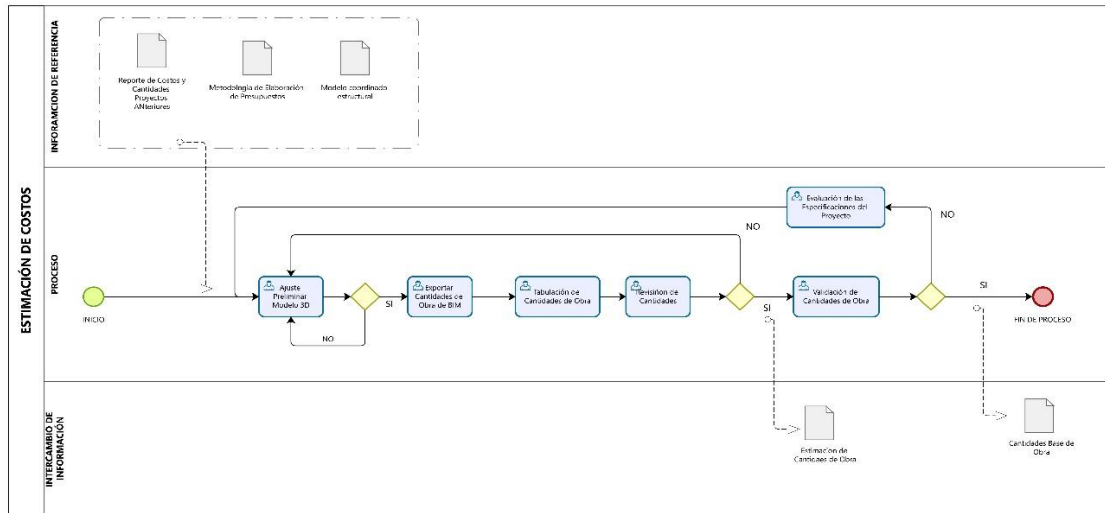 ESTIMACIÓN DE COSTOS
INFORAMCION DE REFERENCIA
Reporte de Costos y
Cantidades
Proyectos
ANteriores
Metodología de Elaboración
de Presupuestos
Modelo coordinado
estructural
PROCESO
Evaluación de las
Especificaciones del
Proyecto
NO
NO
INICIO
Ajuste
Preliminar
Modelo 3D
SI
NO
Exportar
Cantidades de
Obra de BIM
Tabulación de
Cantidades de Obra
de Cantidades
SI
Validación de
Cantidades de Obra
SI
FIN DE PROCESO
INTERCAMBIO DE
INFORMACIÓN
Estimacion de
Cantidaes de Obra
Cantidades Base de
Obra